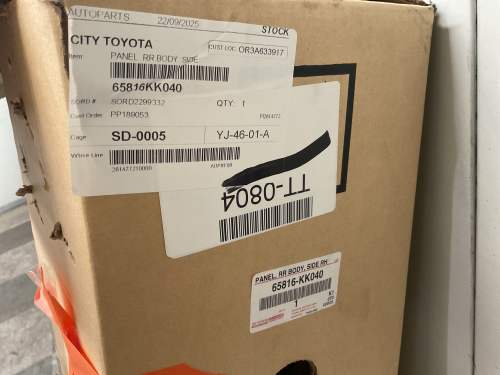 AUTOPARTS 22/09/2025 STOCK
CITY TOYOTA CUST LOC: OR3A633917
Item PANEL. RR BODY. SIDE
65816KK040
SORD # SORD2299332 QTY: 1
Cust Order: PP189053
Cage SD-0005 YJ-46-01-A
Whse Line
TT-0804
PANEL, RR BODY, SIDE RH
65816-KK040
1